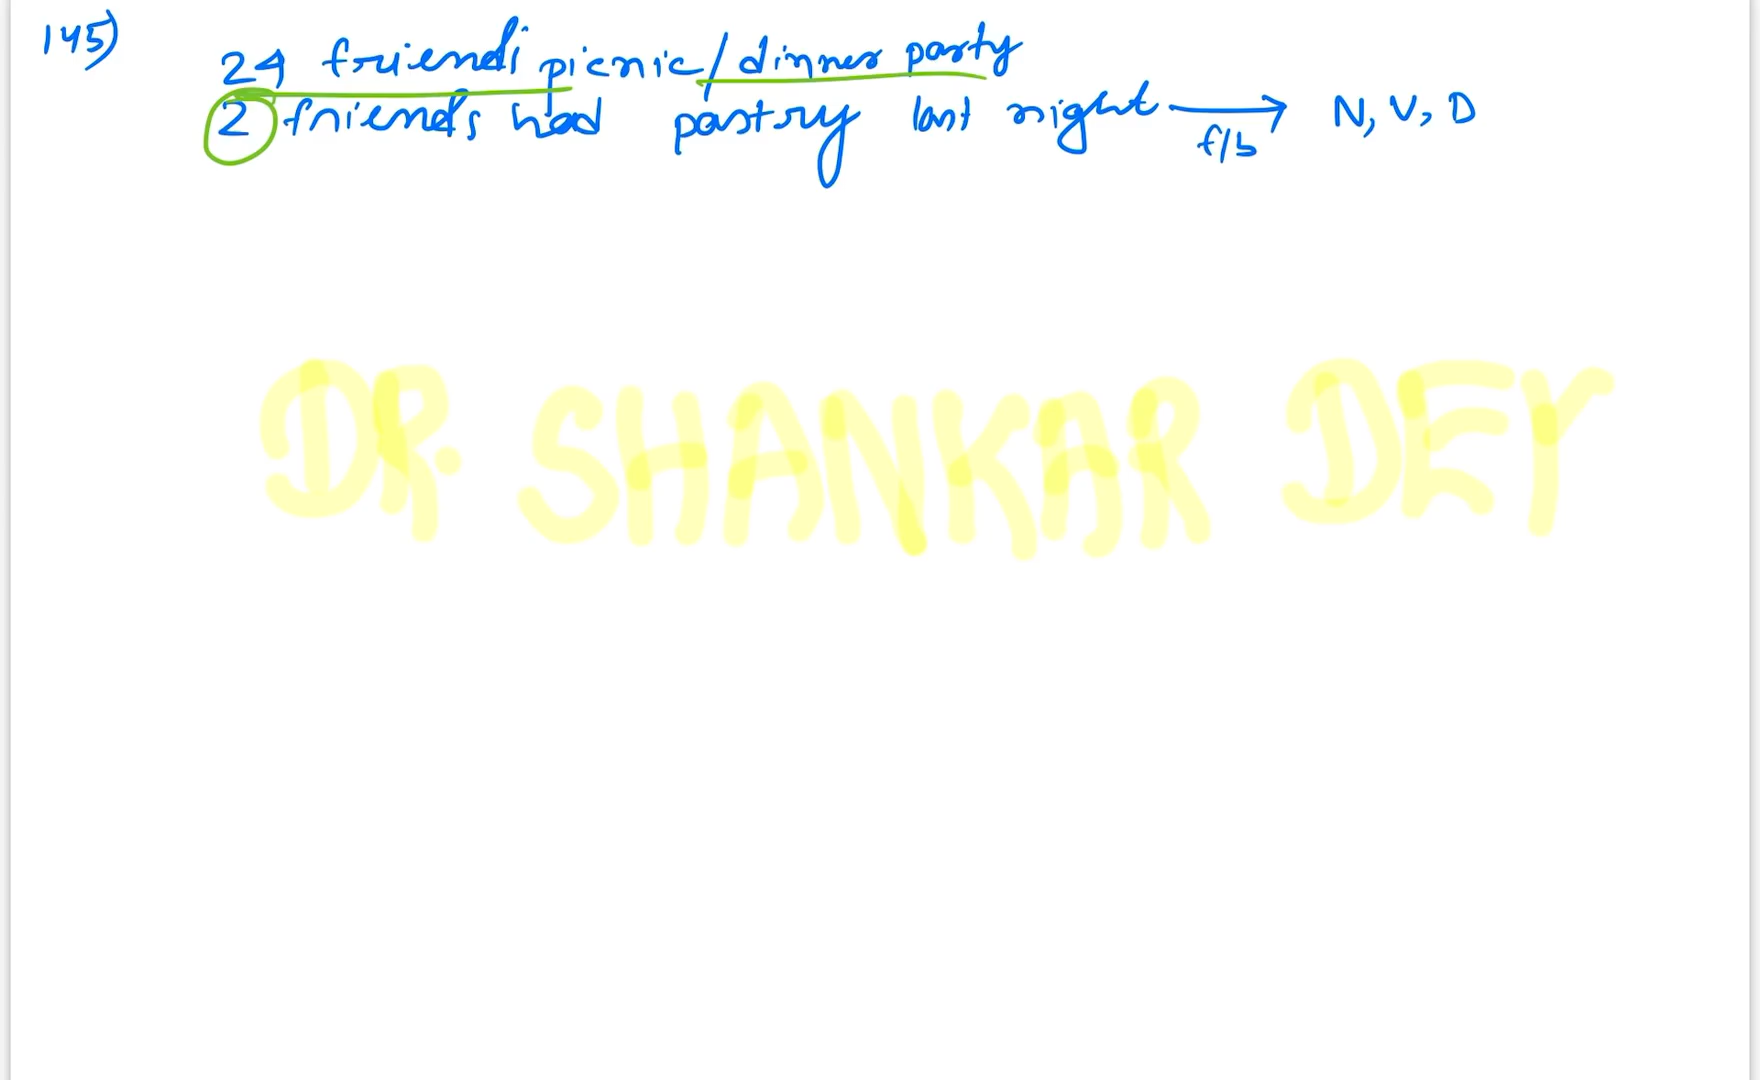 145)
24 friends picnic/dinner party
2 friends had pastry last night → N, V, D
f/b
DR. SHANKAR DEY